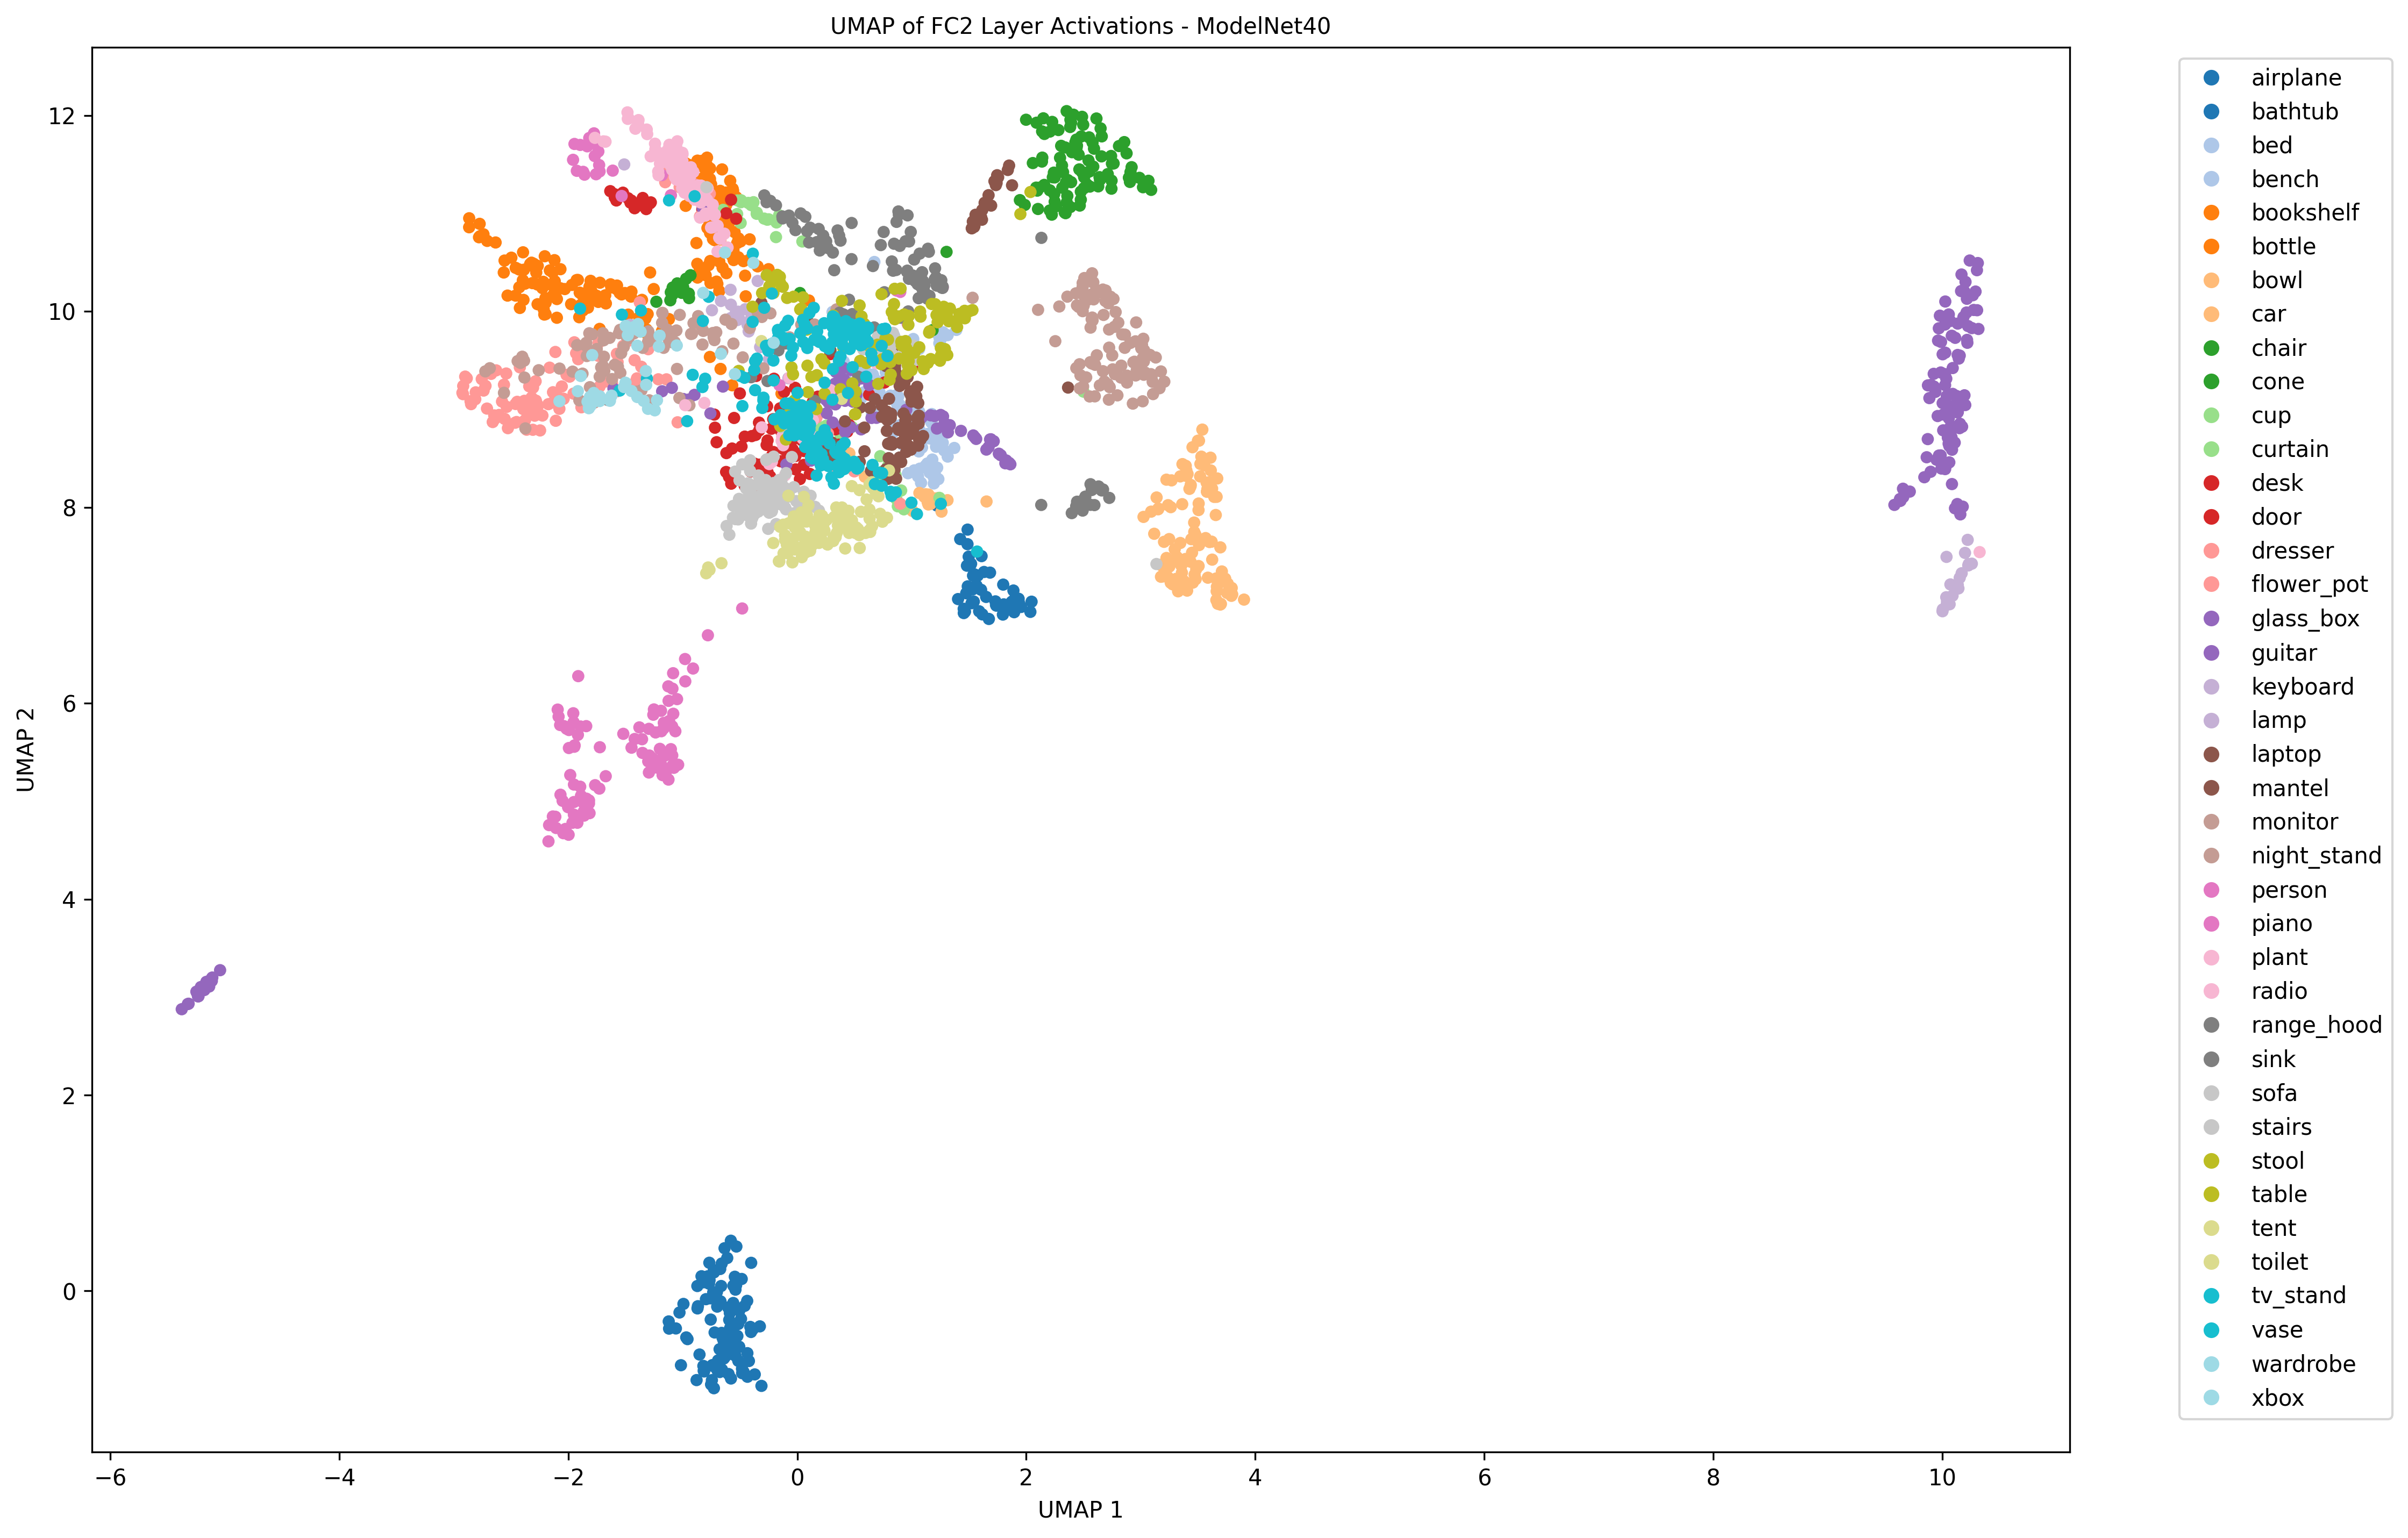 UMAP of FC2 Layer Activations - ModelNet40
12
10
8
6
4
2
0
UMAP 2
−6
−4
−2
0
2
4
6
8
10
UMAP 1
airplane
bathtub
bed
bench
bookshelf
bottle
bowl
car
chair
cone
cup
curtain
desk
door
dresser
flower_pot
glass_box
guitar
keyboard
lamp
laptop
mantel
monitor
night_stand
person
piano
plant
radio
range_hood
sink
sofa
stairs
stool
table
tent
toilet
tv_stand
vase
wardrobe
xbox